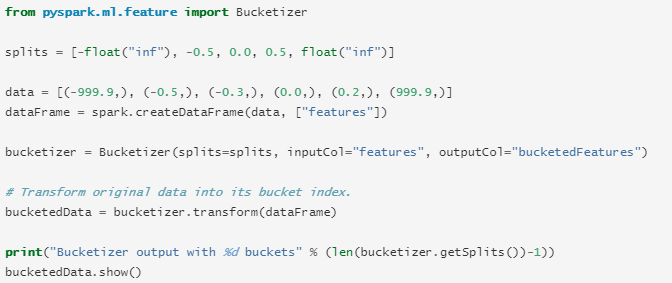 from pyspark.ml.feature import Bucketizer
splits = [-float("inf"), -0.5, 0.0, 0.5, float("inf")]
data = [(-999.9,), (-0.5,), (-0.3,), (0.0,), (0.2,), (999.9,)]
dataFrame = spark.createDataFrame(data, ["features"])
bucketizer = Bucketizer(splits=splits, inputCol="features", outputCol="bucketedFeatures")
# Transform original data into its bucket index.
bucketedData = bucketizer.transform(dataFrame)
print("Bucketizer output with %d buckets" % (len(bucketizer.getSplits())-1))
bucketedData.show()